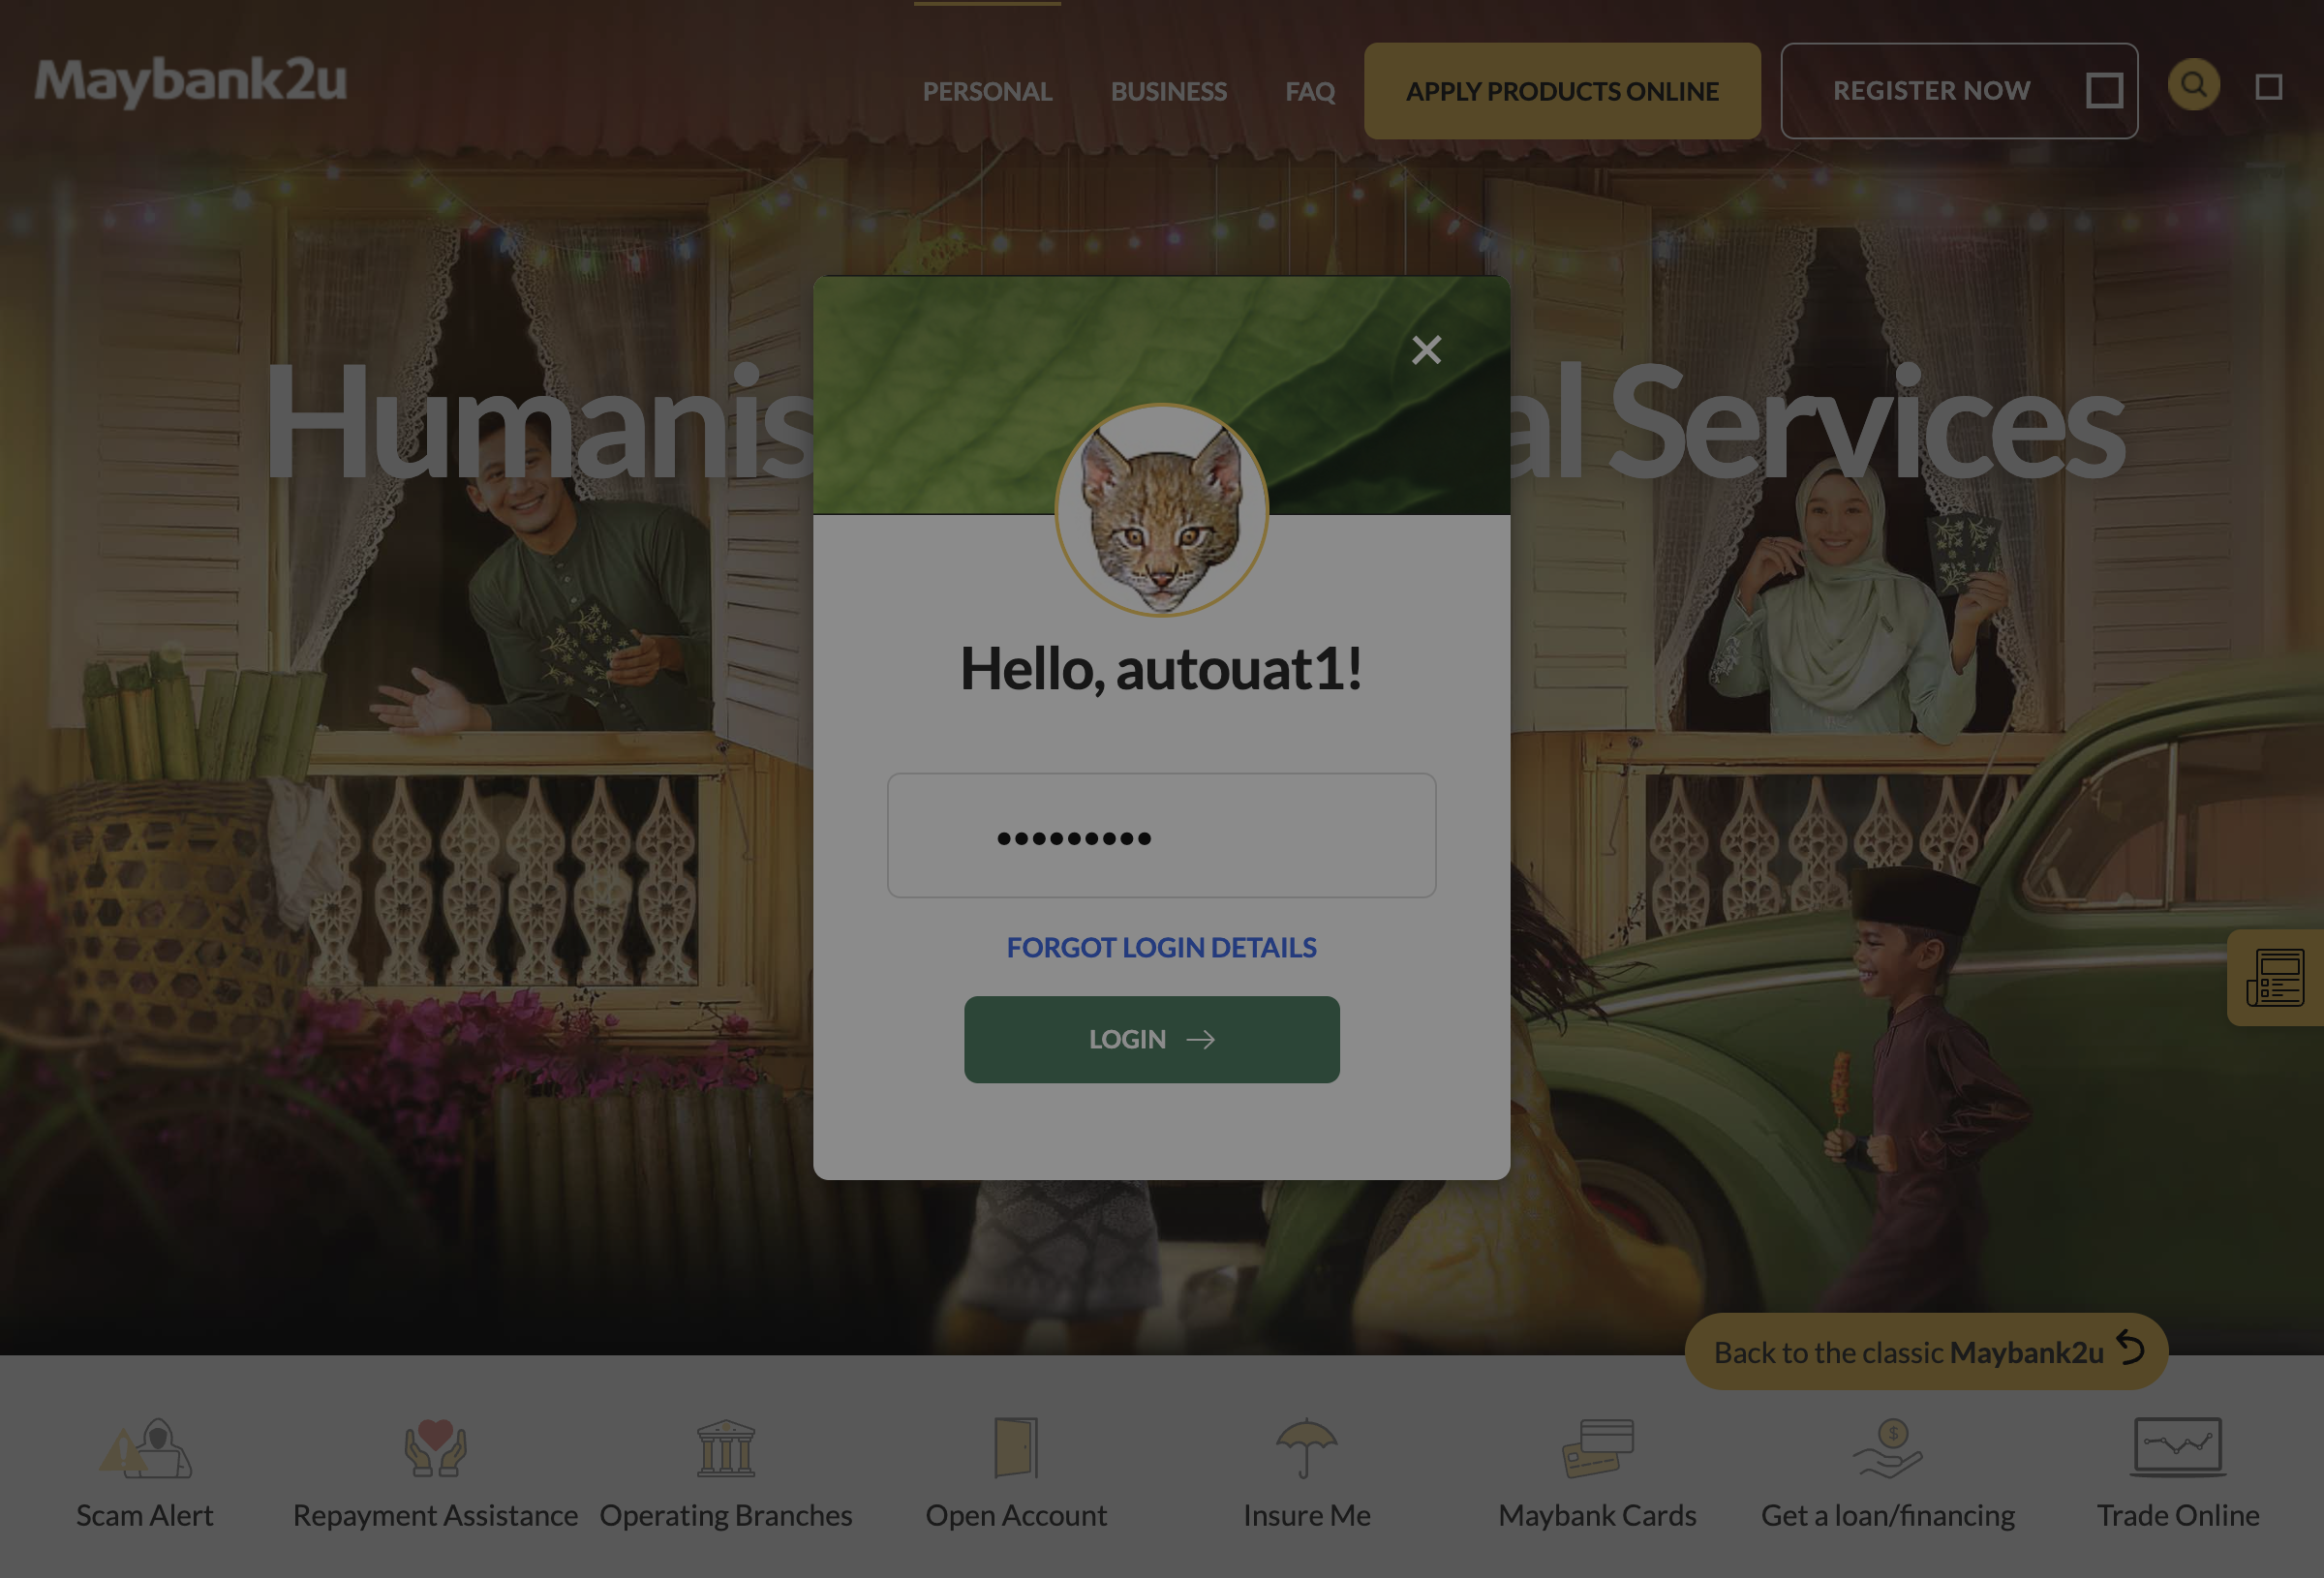 Maybank2u
PERSONAL
BUSINESS
FAQ
APPLY PRODUCTS ONLINE
REGISTER NOW
Humanis
al Services
Hello, autouat1!
•••••••••
FORGOT LOGIN DETAILS
LOGIN
Back to the classic Maybank2u
Scam Alert
Repayment Assistance
Operating Branches
Open Account
Insure Me
Maybank Cards
Get a loan/financing
Trade Online